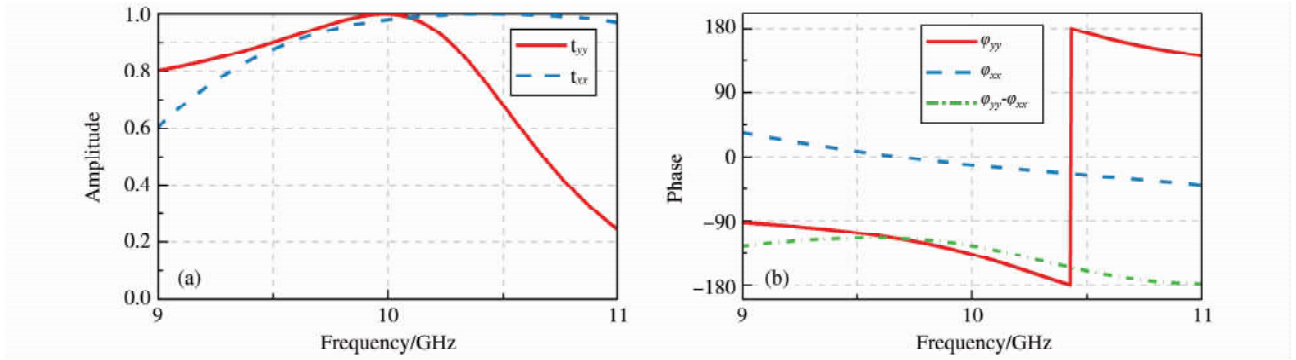 1.0
0.8
0.6
0.4
0.2
0.0
Amplitude
t_yy
t_xx
(a)
9
10
11
Frequency/GHz
180
90
0
−90
−180
Phase
φ_yy
φ_xx
φ_yy-φ_xx
(b)
9
10
11
Frequency/GHz